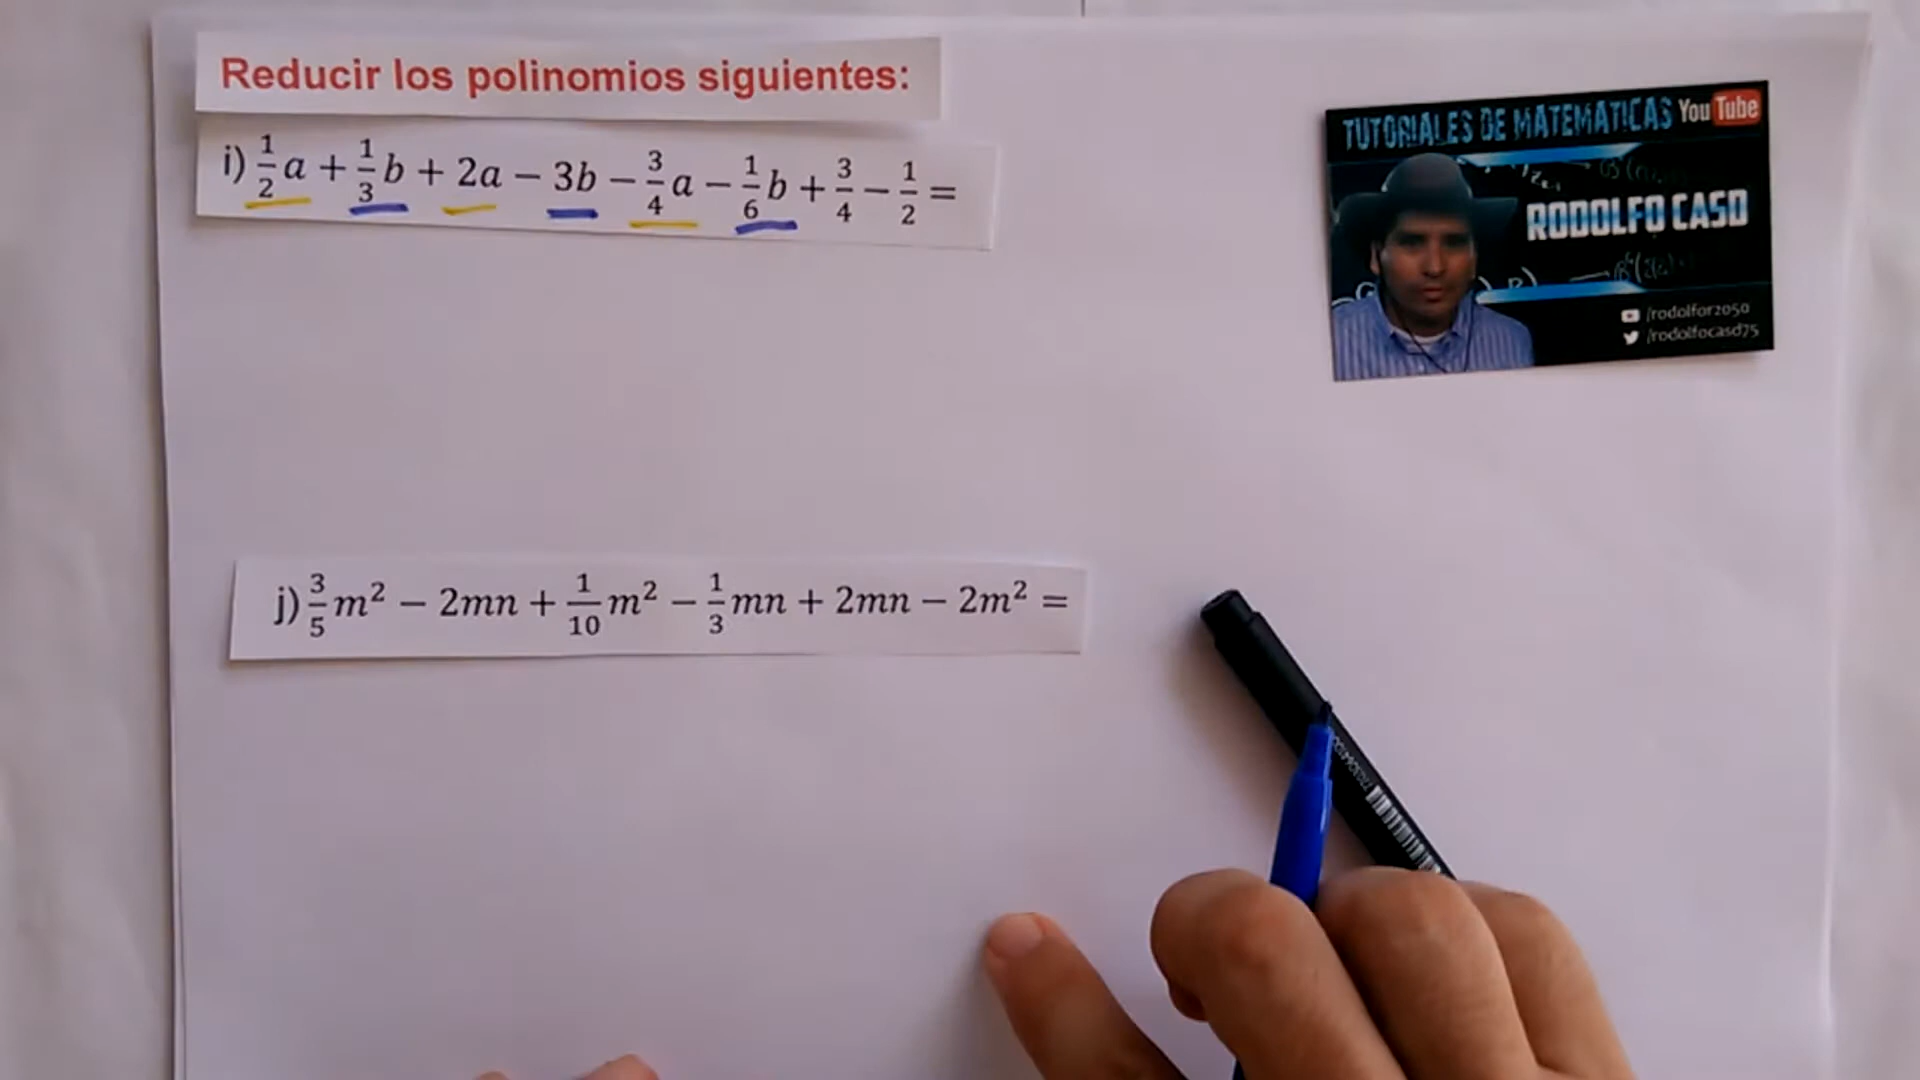 Reducir los polinomios siguientes:
i) 1/2 a + 1/3 b + 2a − 3b − 3/4 a − 1/6 b + 3/4 − 1/2 =
TUTORIALES DE MATEMATICAS YouTube
RODOLFO CASD
/rodolfor2050
/rodolfocasd75
j) 3/5 m² − 2mn + 1/10 m² − 1/3 mn + 2mn − 2m² =